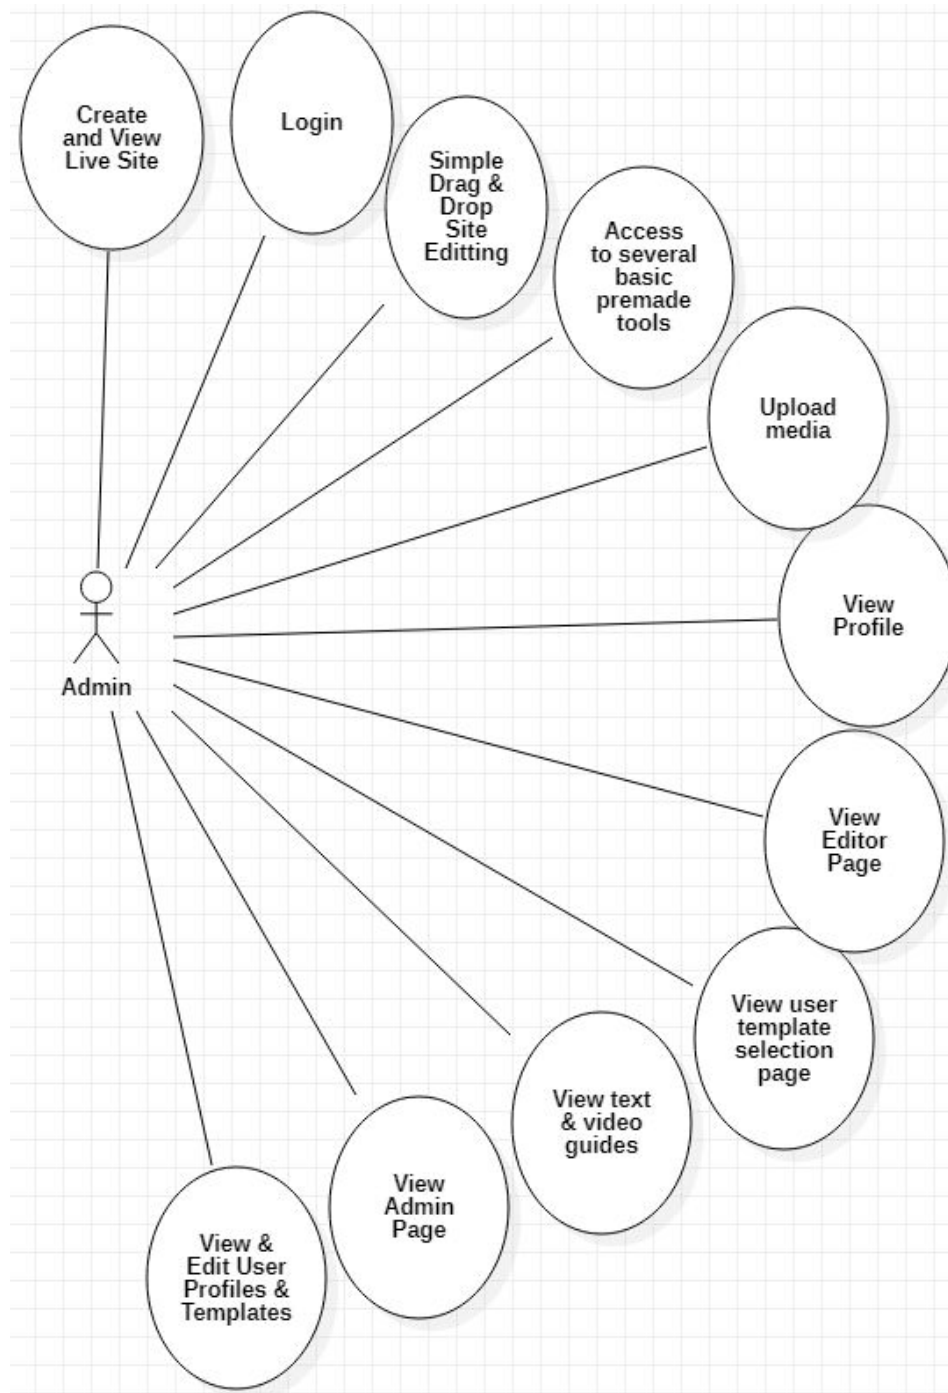 Create
and View
Live Site
Login
Simple
Drag &
Drop
Site
Editting
Access
to several
basic
premade
tools
Upload
media
View
Profile
Admin
View
Editor
Page
View user
template
selection
page
View text
& video
guides
View
Admin
Page
View &
Edit User
Profiles &
Templates